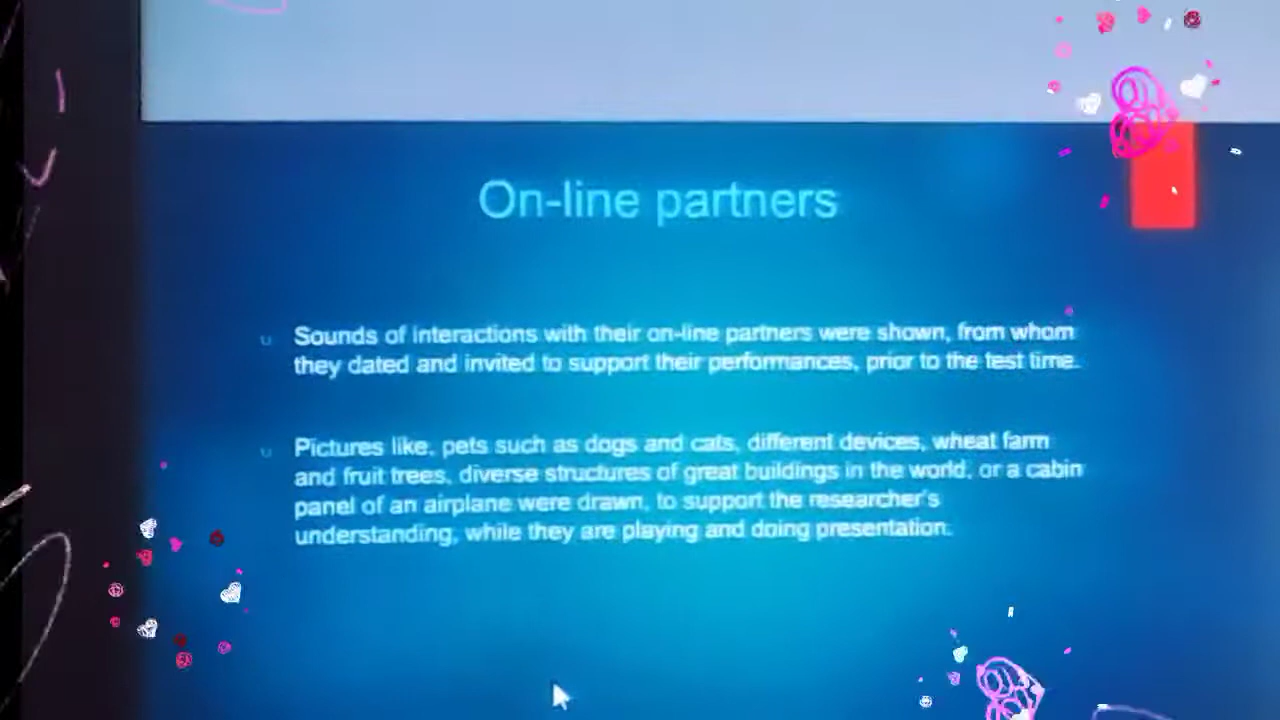 On-line partners
Sounds of interactions with their on-line partners were shown, from whom
they dated and invited to support their performances, prior to the test time.
Pictures like, pets such as dogs and cats, different devices, wheat farm
and fruit trees, diverse structures of great buildings in the world, or a cabin
panel of an airplane were drawn, to support the researcher's
understanding, while they are playing and doing presentation.